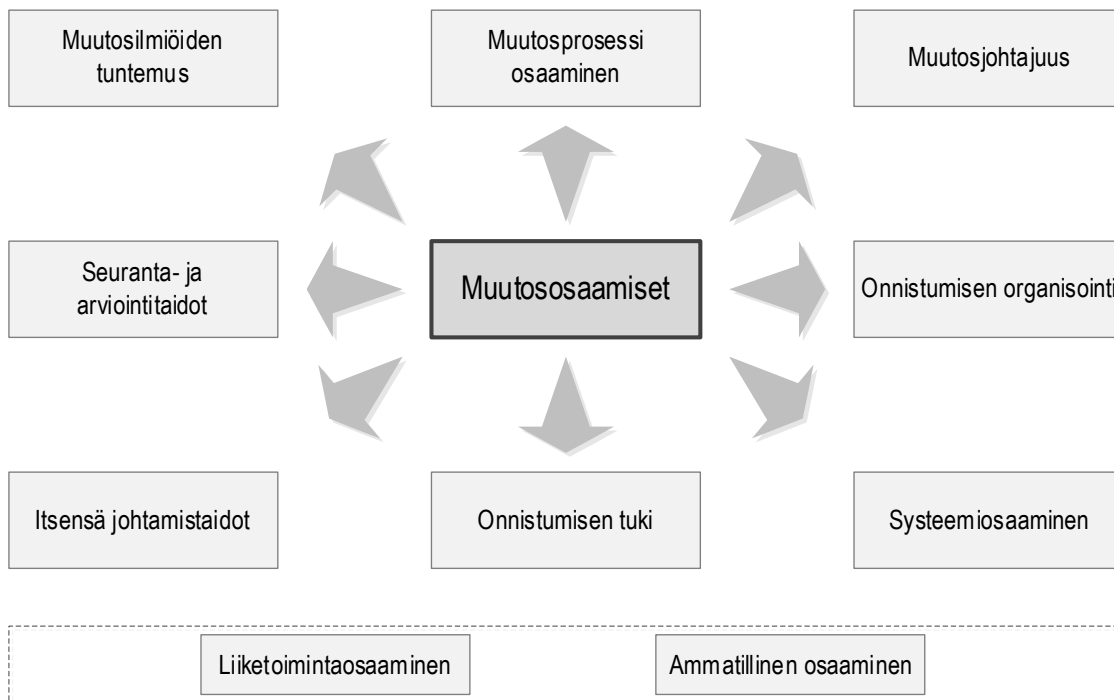 Muutosilmiöiden
tuntemus
Muutosprosessi
osaaminen
Muutosjohtajuus
Seuranta- ja
arviointitaidot
Muutososaamiset
Onnistumisen organisointi
Itsensä johtamistaidot
Onnistumisen tuki
Systeemiosaaminen
Liiketoimintaosaaminen
Ammatillinen osaaminen